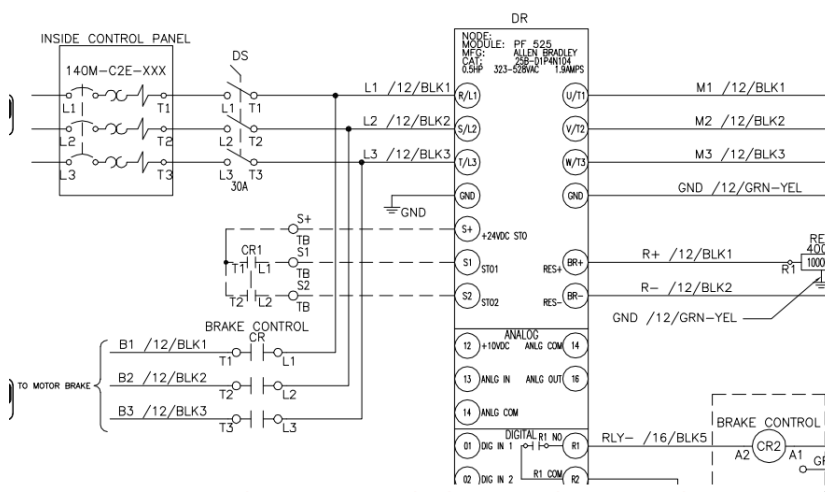 DR
INSIDE CONTROL PANEL
140M-C2E-XXX
DS
NODE:
MODULE: PF 525
MFG: ALLEN BRADLEY
CAT: 25B-D1P4N104
0.5HP 323-528VAC 1.9AMPS
L1 T1 L1 T1 L1 /12/BLK1 R/L1 U/T1 M1 /12/BLK1
L2 T2 L2 T2 L2 /12/BLK2 S/L2 V/T2 M2 /12/BLK2
L3 T3 L3 T3 L3 /12/BLK3 T/L3 W/T3 M3 /12/BLK3
30A
GND GND GND /12/GRN-YEL
GND
S+ TB S+ +24VDC STO
CR1 T1 L1 S1 TB S1 STO1 RES+ BR+ R+ /12/BLK1 R1
RE
400
1000
T2 L2 S2 TB S2 STO2 RES- BR- R- /12/BLK2
GND /12/GRN-YEL
BRAKE CONTROL
CR
TO MOTOR BRAKE
B1 /12/BLK1 T1 L1
B2 /12/BLK2 T2 L2
B3 /12/BLK3 T3 L3
ANALOG
12 +10VDC ANLG COM 14
13 ANLG IN ANLG OUT 16
14 ANLG COM
DIGITAL
01 DIG IN 1 R1 NO R1 RLY- /16/BLK5
02 DIG IN 2 R1 COM R2
BRAKE CONTROL
A2 CR2 A1